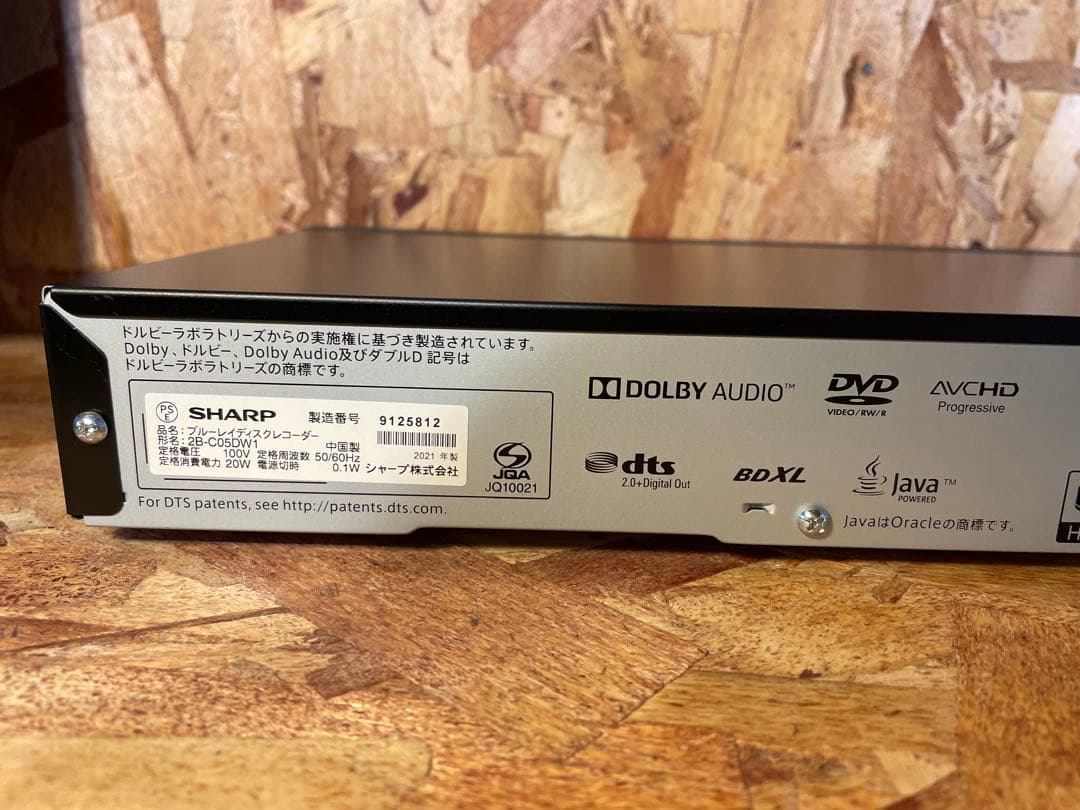 ドルビーラボラトリーズからの実施権に基づき製造されています。
Dolby、ドルビー、Dolby Audio及びダブルD 記号は
ドルビーラボラトリーズの商標です。
PS
E
SHARP 製造番号 9125812
品名:ブルーレイディスクレコーダー
形名:2B-C05DW1 中国製 2021 年製
定格電圧 100V 定格周波数 50/60Hz
定格消費電力 20W 電源切時 0.1W シャープ株式会社
JQA
JQ10021
For DTS patents, see http://patents.dts.com.
DOLBY AUDIO™
DVD
VIDEO/RW/R
AVCHD
Progressive
dts
2.0+Digital Out
BDXL
Java™
POWERED
JavaはOracleの商標です。